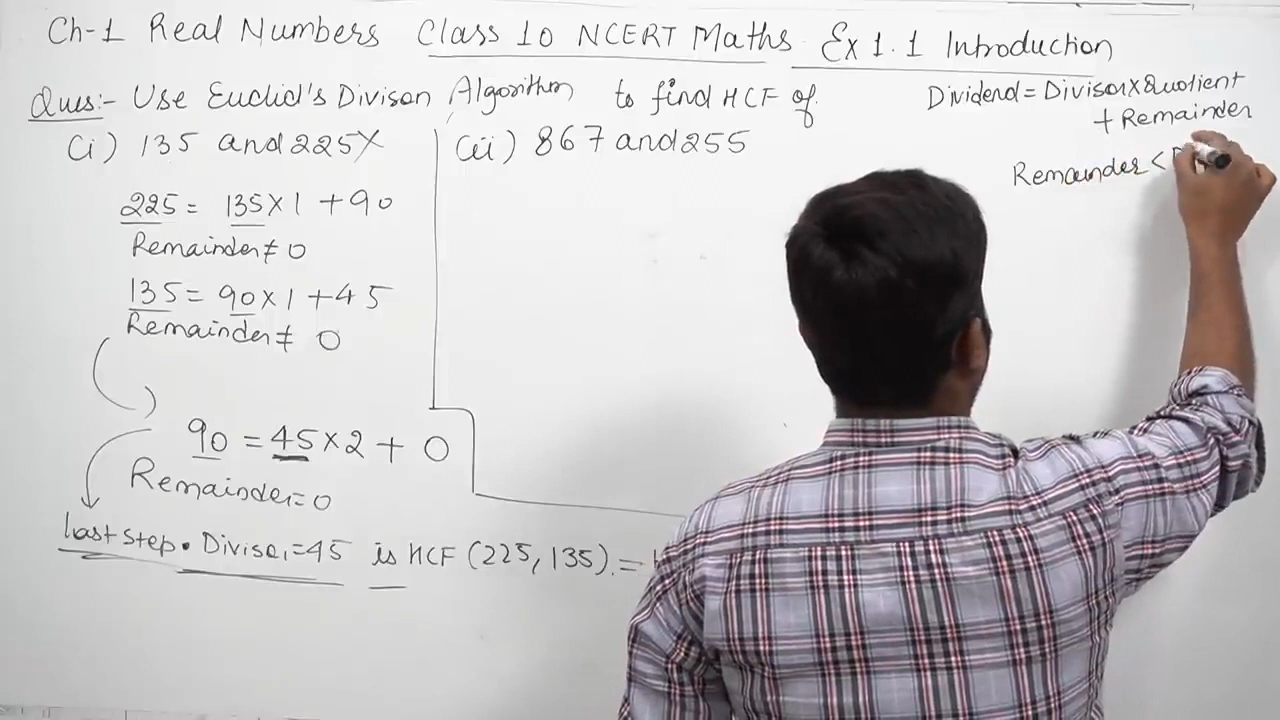 Ch-1 Real Numbers Class 10 NCERT Maths Ex 1.1 Introduction
Ques:- Use Euclid's Divison Algorithm to find HCF of
Dividend = Divisor x Quotient
+ Remainder
Remainder <
(i) 135 and 225
225 = 135 x 1 + 90
Remainder ≠ 0
135 = 90 x 1 + 45
Remainder ≠ 0
90 = 45 x 2 + 0
Remainder = 0
last step. Divisor = 45 is HCF (225, 135). =
(ii) 867 and 255